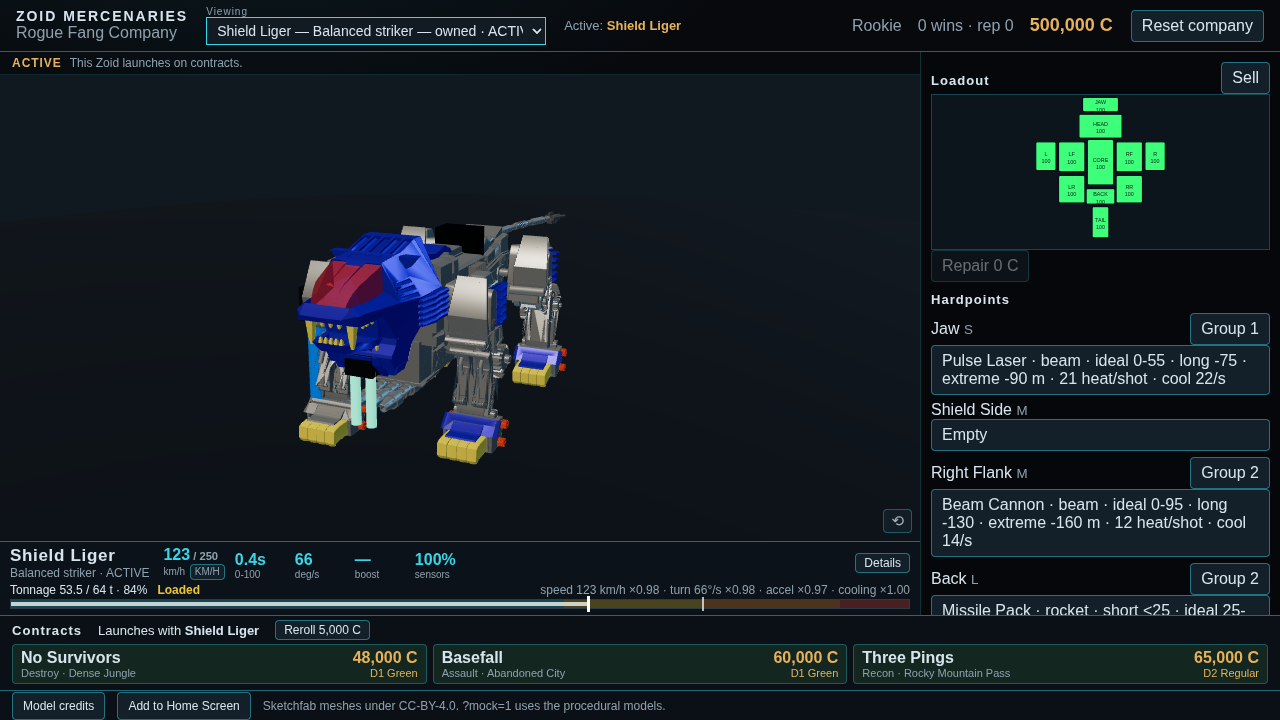 ZOID MERCENARIES
Rogue Fang Company
Viewing
Shield Liger — Balanced striker — owned · ACTIV
Active: Shield Liger
Rookie 0 wins · rep 0 500,000 C
Reset company
ACTIVE This Zoid launches on contracts.
Loadout
Sell
JAW
100
HEAD
100
L
100
LF
100
CORE
100
RF
100
R
100
LR
100
BACK
100
RR
100
TAIL
100
Repair 0 C
Hardpoints
Jaw S
Group 1
Pulse Laser · beam · ideal 0-55 · long -75 ·
extreme -90 m · 21 heat/shot · cool 22/s
Shield Side M
Empty
Right Flank M
Group 2
Beam Cannon · beam · ideal 0-95 · long
-130 · extreme -160 m · 12 heat/shot · cool
14/s
Back L
Group 2
Missile Pack · rocket · short <25 · ideal 25-
⟲
Shield Liger
Balanced striker · ACTIVE
123 / 250
km/h KM/H
0.4s
0-100
66
deg/s
—
boost
100%
sensors
Details
Tonnage 53.5 / 64 t · 84% Loaded
speed 123 km/h ×0.98 · turn 66°/s ×0.98 · accel ×0.97 · cooling ×1.00
Contracts Launches with Shield Liger
Reroll 5,000 C
No Survivors 48,000 C
Destroy · Dense Jungle D1 Green
Basefall 60,000 C
Assault · Abandoned City D1 Green
Three Pings 65,000 C
Recon · Rocky Mountain Pass D2 Regular
Model credits
Add to Home Screen
Sketchfab meshes under CC-BY-4.0. ?mock=1 uses the procedural models.